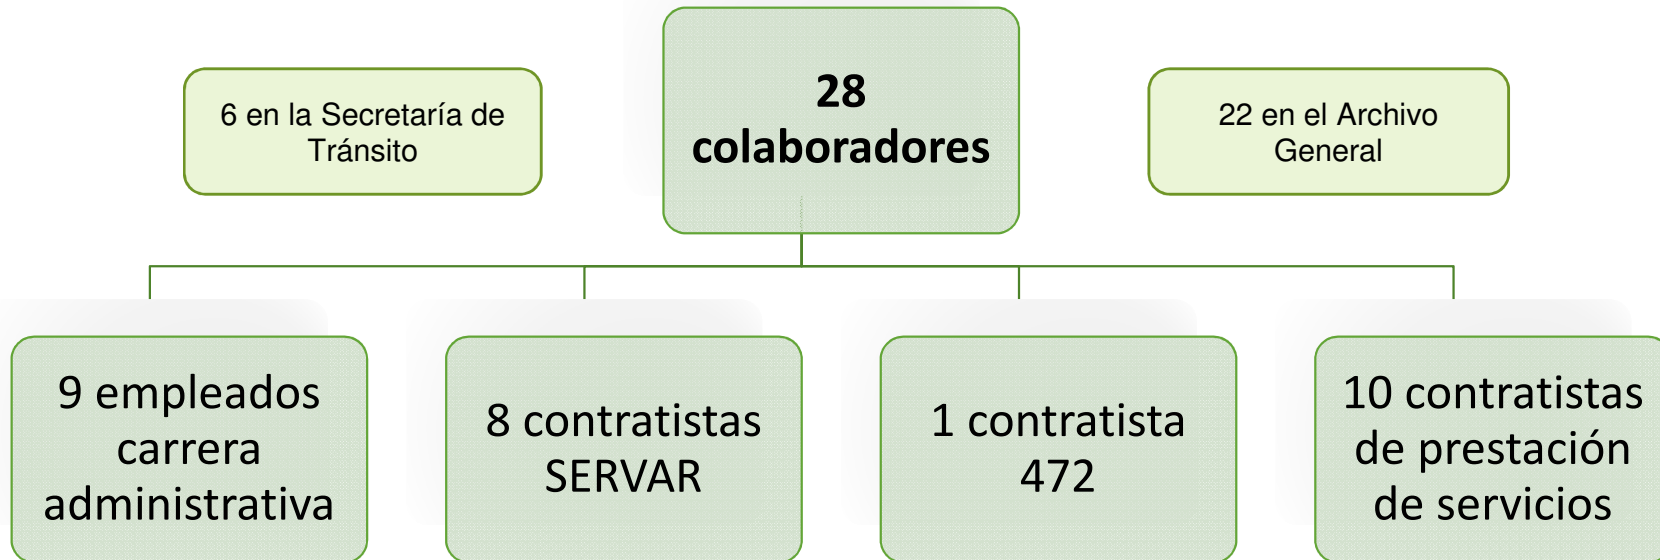 28
colaboradores
6 en la Secretaría de
Tránsito
22 en el Archivo
General
9 empleados
carrera
administrativa
8 contratistas
SERVAR
1 contratista
472
10 contratistas
de prestación
de servicios